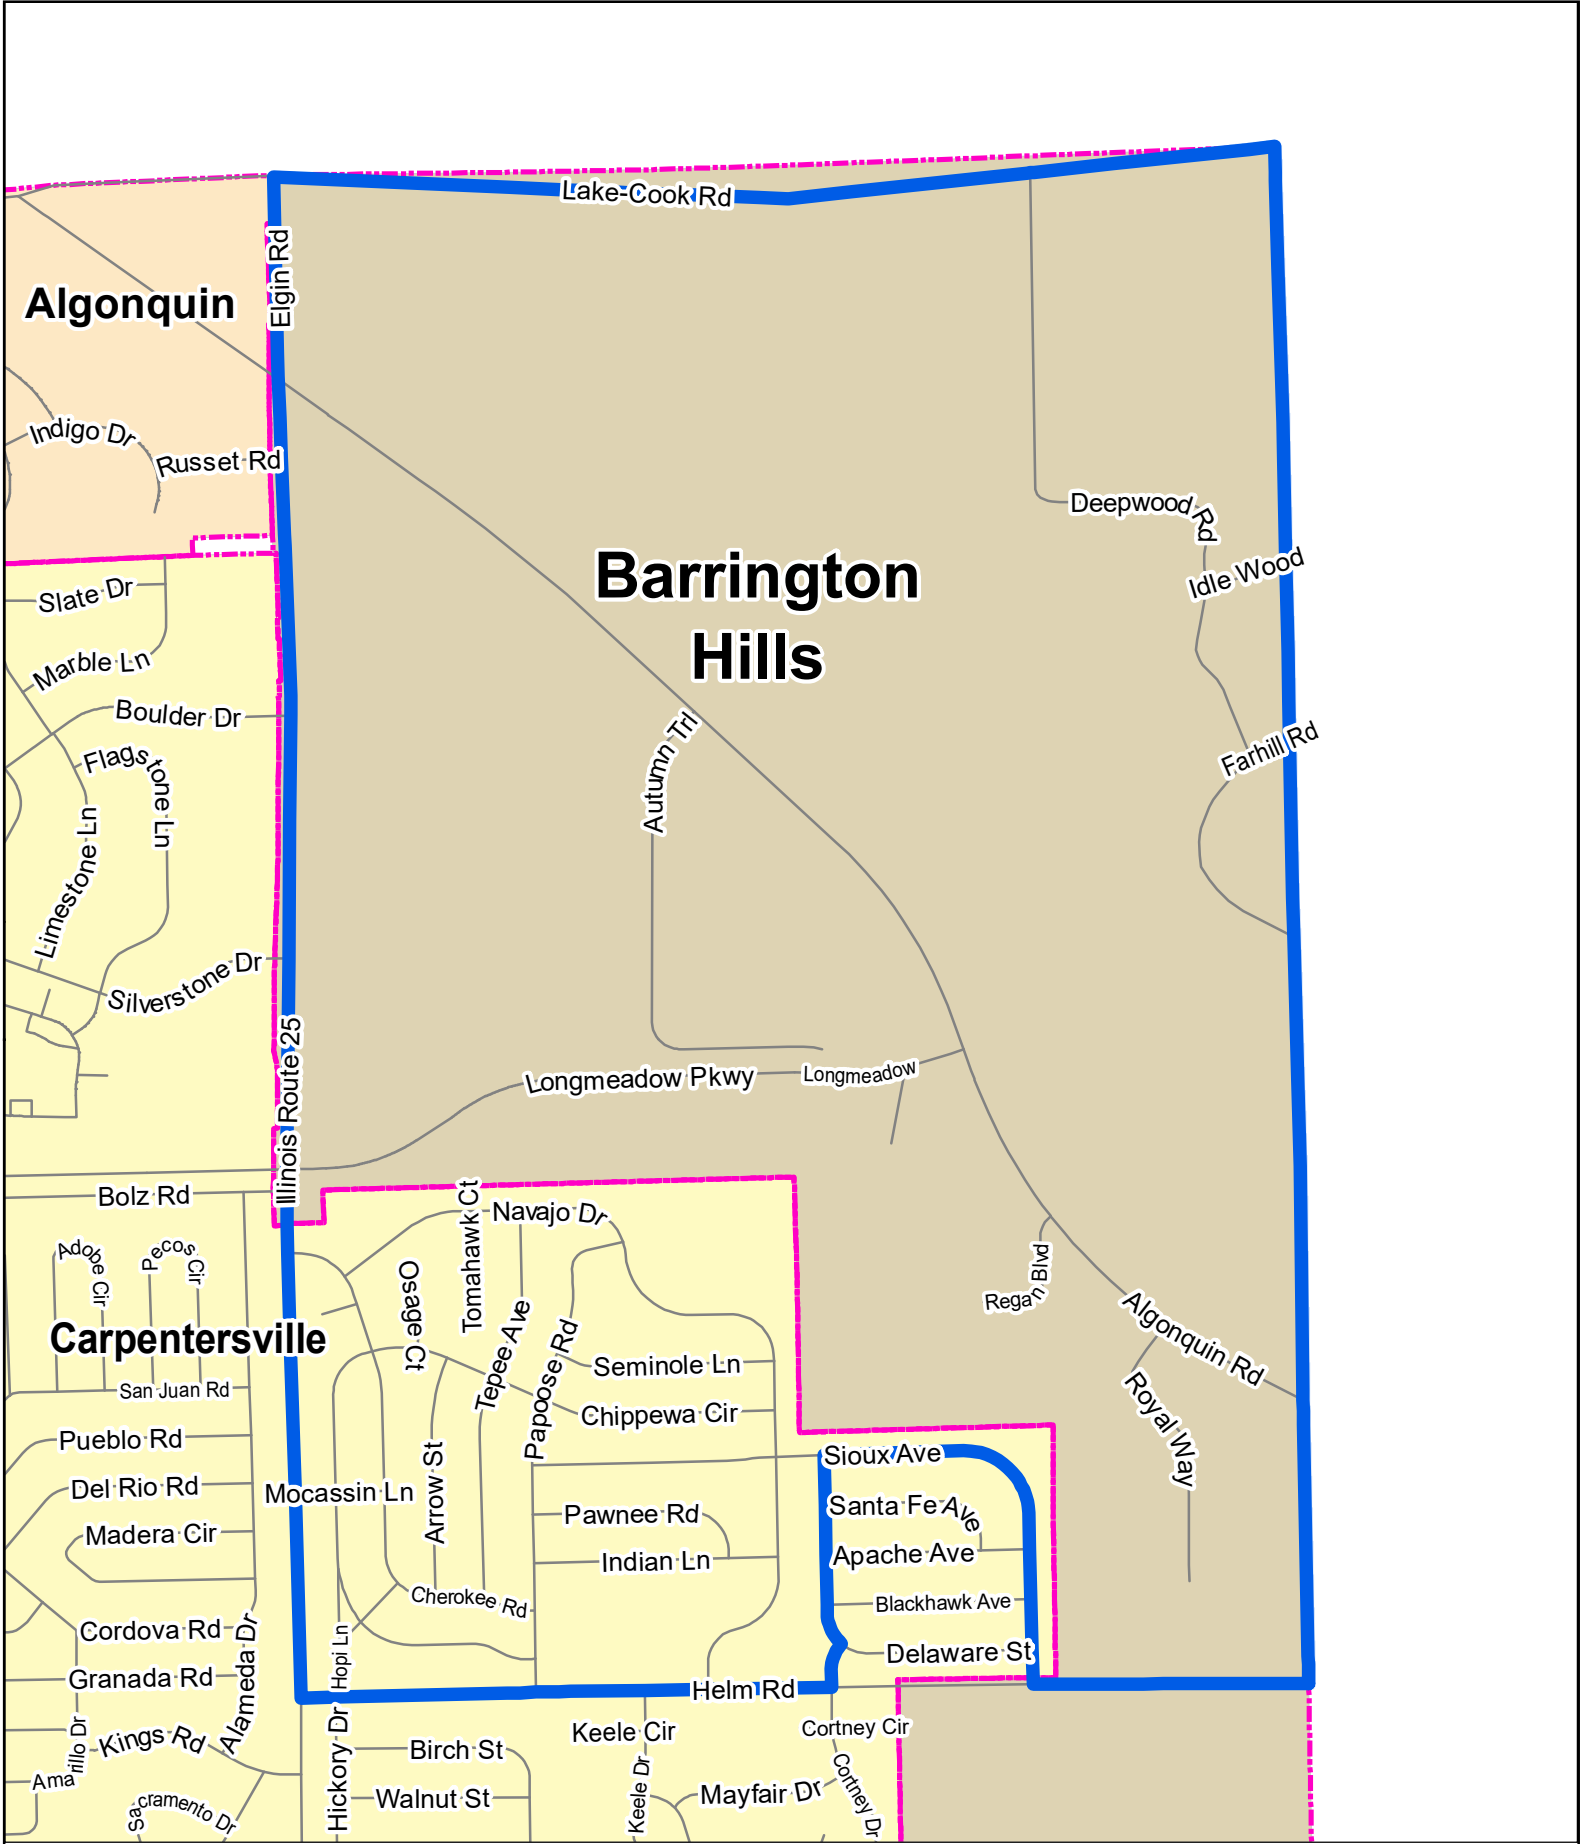 Lake-Cook Rd
Elgin Rd
Algonquin
Indigo Dr
Russet Rd
Deepwood Rd
Idle Wood
Barrington
Hills
Slate Dr
Marble Ln
Boulder Dr
Flagstone Ln
Autumn Trl
Farhill Rd
Limestone Ln
Silverstone Dr
Illinois Route 25
Longmeadow Pkwy
Longmeadow
Bolz Rd
Tomahawk Ct
Navajo Dr
Adobe Cir
Pecos Cir
Osage Ct
Regan Blvd
Algonquin Rd
Carpentersville
Tepee Ave
Papoose Rd
Seminole Ln
San Juan Rd
Chippewa Cir
Royal Way
Pueblo Rd
Arrow St
Sioux Ave
Del Rio Rd
Mocassin Ln
Pawnee Rd
Santa Fe Ave
Madera Cir
Indian Ln
Apache Ave
Cherokee Rd
Blackhawk Ave
Cordova Rd
Alameda Dr
Hopi Ln
Delaware St
Granada Rd
Helm Rd
Amarillo Dr
Kings Rd
Hickory Dr
Birch St
Keele Cir
Cortney Cir
Keele Dr
Walnut St
Mayfair Dr
Cortney Dr
Sacramento Dr